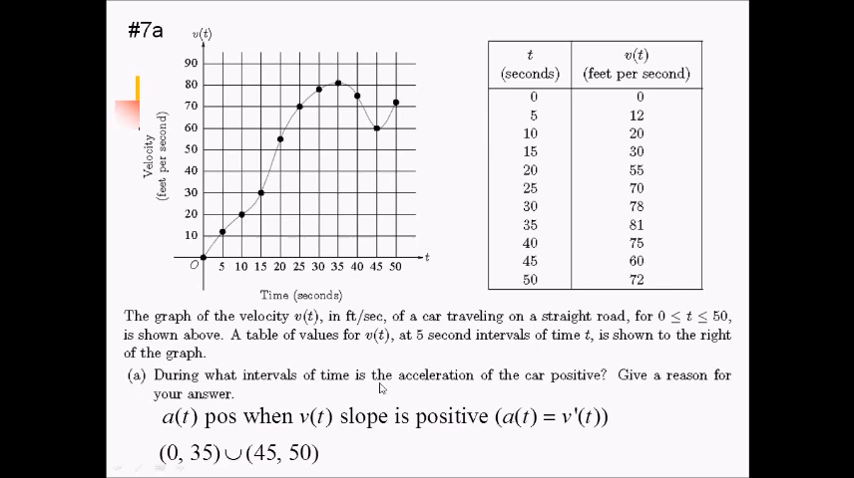 #7a
v(t)
90
80
70
60
50
40
30
20
10
O
5 10 15 20 25 30 35 40 45 50
t
Velocity
(feet per second)
Time (seconds)
t v(t)
(seconds) (feet per second)
0 0
5 12
10 20
15 30
20 55
25 70
30 78
35 81
40 75
45 60
50 72
The graph of the velocity v(t), in ft/sec, of a car traveling on a straight road, for 0 ≤ t ≤ 50,
is shown above. A table of values for v(t), at 5 second intervals of time t, is shown to the right
of the graph.
(a) During what intervals of time is the acceleration of the car positive? Give a reason for
your answer.
a(t) pos when v(t) slope is positive (a(t) = v'(t))
(0, 35)∪(45, 50)